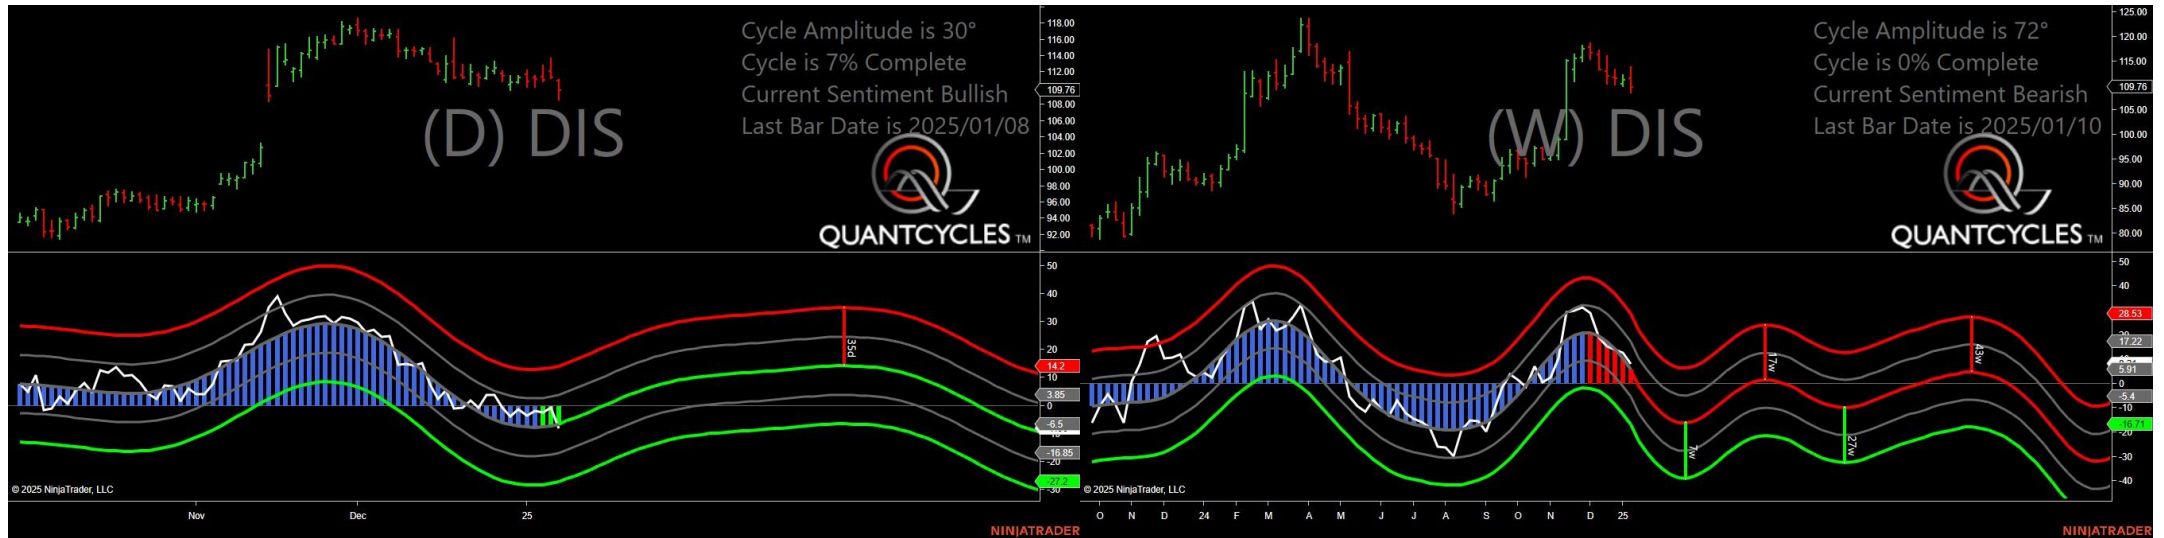 Cycle Amplitude is 30°
Cycle is 7% Complete
Current Sentiment Bullish
Last Bar Date is 2025/01/08
(D) DIS
QUANTCYCLES TM
118.00
116.00
114.00
112.00
109.76
108.00
106.00
104.00
102.00
100.00
98.00
96.00
94.00
92.00
50
40
30
20
14.2
10
3.85
0
-6.5
-16.85
-20
-27.2
-30
35d
© 2025 NinjaTrader, LLC
Nov
Dec
25
NINJATRADER
Cycle Amplitude is 72°
Cycle is 0% Complete
Current Sentiment Bearish
Last Bar Date is 2025/01/10
(W) DIS
QUANTCYCLES TM
125.00
120.00
115.00
109.76
105.00
100.00
95.00
90.00
85.00
80.00
50
40
28.53
17.22
5.91
0
-5.4
-10
-16.71
-30
-40
17w
43w
7w
27w
© 2025 NinjaTrader, LLC
O N D 24 F M A M J J A S O N D 25
NINJATRADER